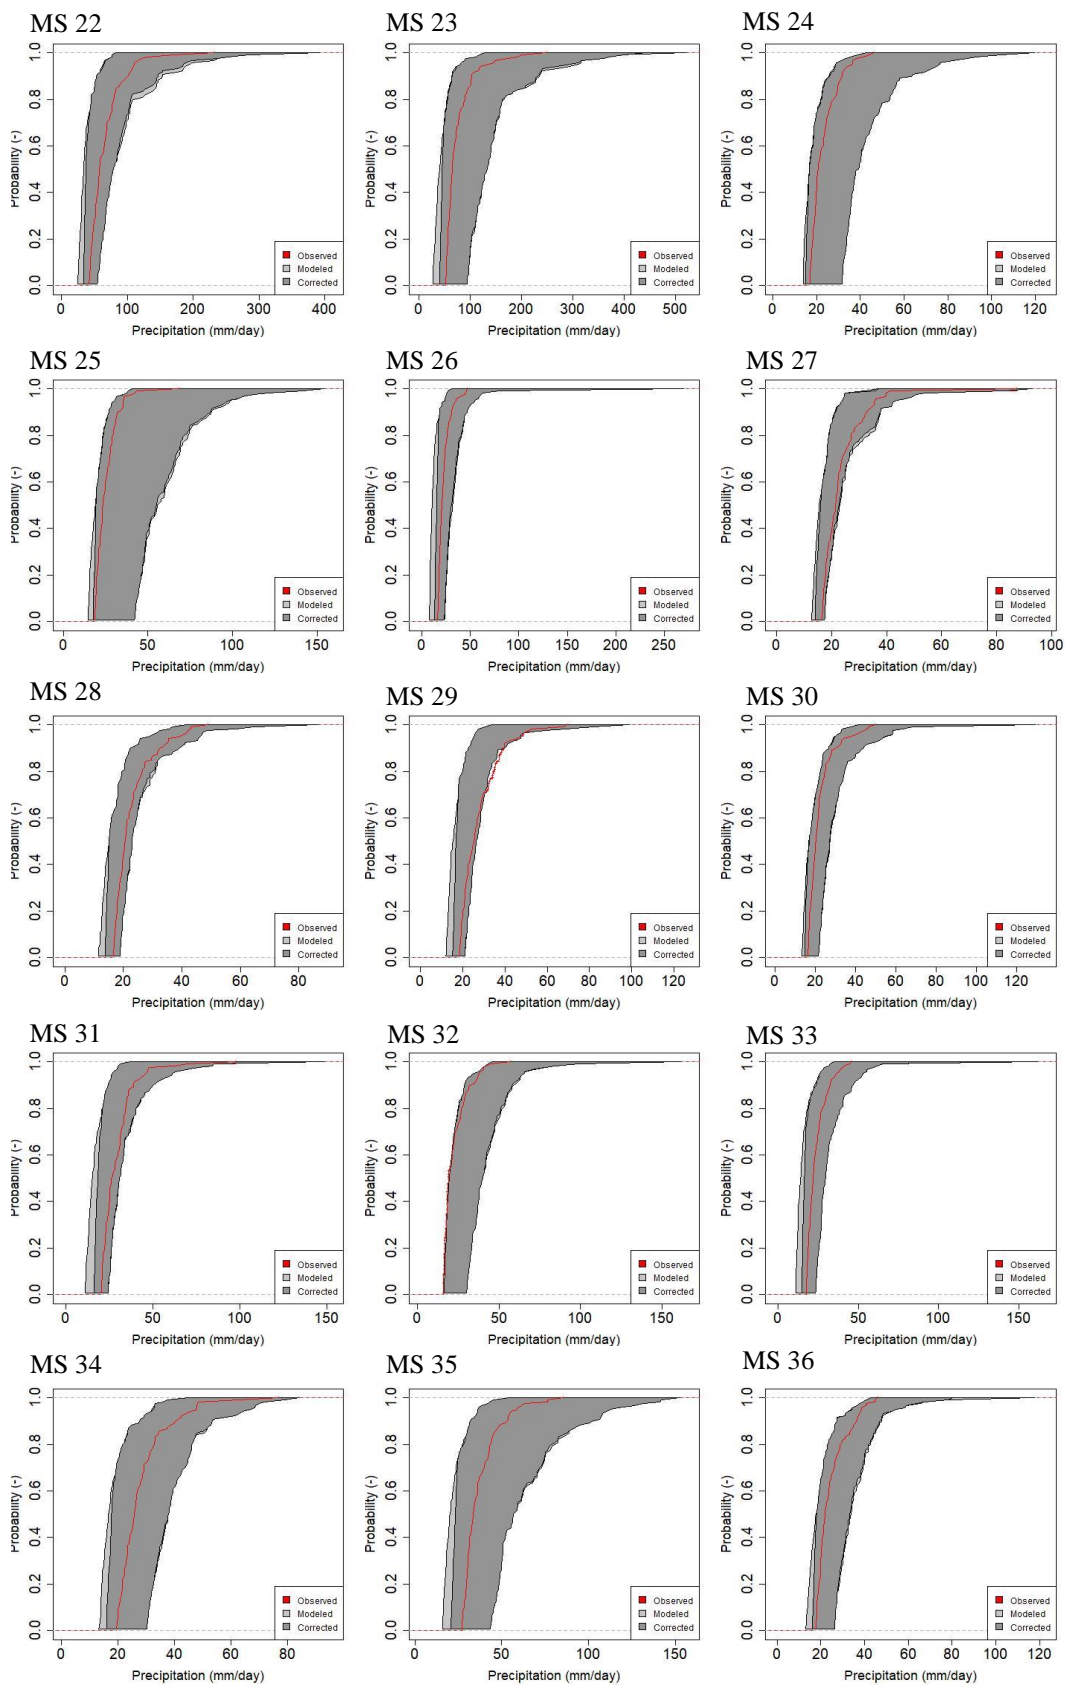 MS 22
MS 23
MS 24
Probability (-)
0.0 0.2 0.4 0.6 0.8 1.0
Observed
Modeled
Corrected
0 100 200 300 400
Precipitation (mm/day)
Probability (-)
0.0 0.2 0.4 0.6 0.8 1.0
Observed
Modeled
Corrected
0 100 200 300 400 500
Precipitation (mm/day)
Probability (-)
0.0 0.2 0.4 0.6 0.8 1.0
Observed
Modeled
Corrected
0 20 40 60 80 100 120
Precipitation (mm/day)
MS 25
MS 26
MS 27
Probability (-)
0.0 0.2 0.4 0.6 0.8 1.0
Observed
Modeled
Corrected
0 50 100 150
Precipitation (mm/day)
Probability (-)
0.0 0.2 0.4 0.6 0.8 1.0
Observed
Modeled
Corrected
0 50 100 150 200 250
Precipitation (mm/day)
Probability (-)
0.0 0.2 0.4 0.6 0.8 1.0
Observed
Modeled
Corrected
0 20 40 60 80 100
Precipitation (mm/day)
MS 28
MS 29
MS 30
Probability (-)
0.0 0.2 0.4 0.6 0.8 1.0
Observed
Modeled
Corrected
0 20 40 60 80
Precipitation (mm/day)
Probability (-)
0.0 0.2 0.4 0.6 0.8 1.0
Observed
Modeled
Corrected
0 20 40 60 80 100 120
Precipitation (mm/day)
Probability (-)
0.0 0.2 0.4 0.6 0.8 1.0
Observed
Modeled
Corrected
0 20 40 60 80 100 120
Precipitation (mm/day)
MS 31
MS 32
MS 33
Probability (-)
0.0 0.2 0.4 0.6 0.8 1.0
Observed
Modeled
Corrected
0 50 100 150
Precipitation (mm/day)
Probability (-)
0.0 0.2 0.4 0.6 0.8 1.0
Observed
Modeled
Corrected
0 50 100 150
Precipitation (mm/day)
Probability (-)
0.0 0.2 0.4 0.6 0.8 1.0
Observed
Modeled
Corrected
0 50 100 150
Precipitation (mm/day)
MS 34
MS 35
MS 36
Probability (-)
0.0 0.2 0.4 0.6 0.8 1.0
Observed
Modeled
Corrected
0 20 40 60 80
Precipitation (mm/day)
Probability (-)
0.0 0.2 0.4 0.6 0.8 1.0
Observed
Modeled
Corrected
0 50 100 150
Precipitation (mm/day)
Probability (-)
0.0 0.2 0.4 0.6 0.8 1.0
Observed
Modeled
Corrected
0 20 40 60 80 100 120
Precipitation (mm/day)